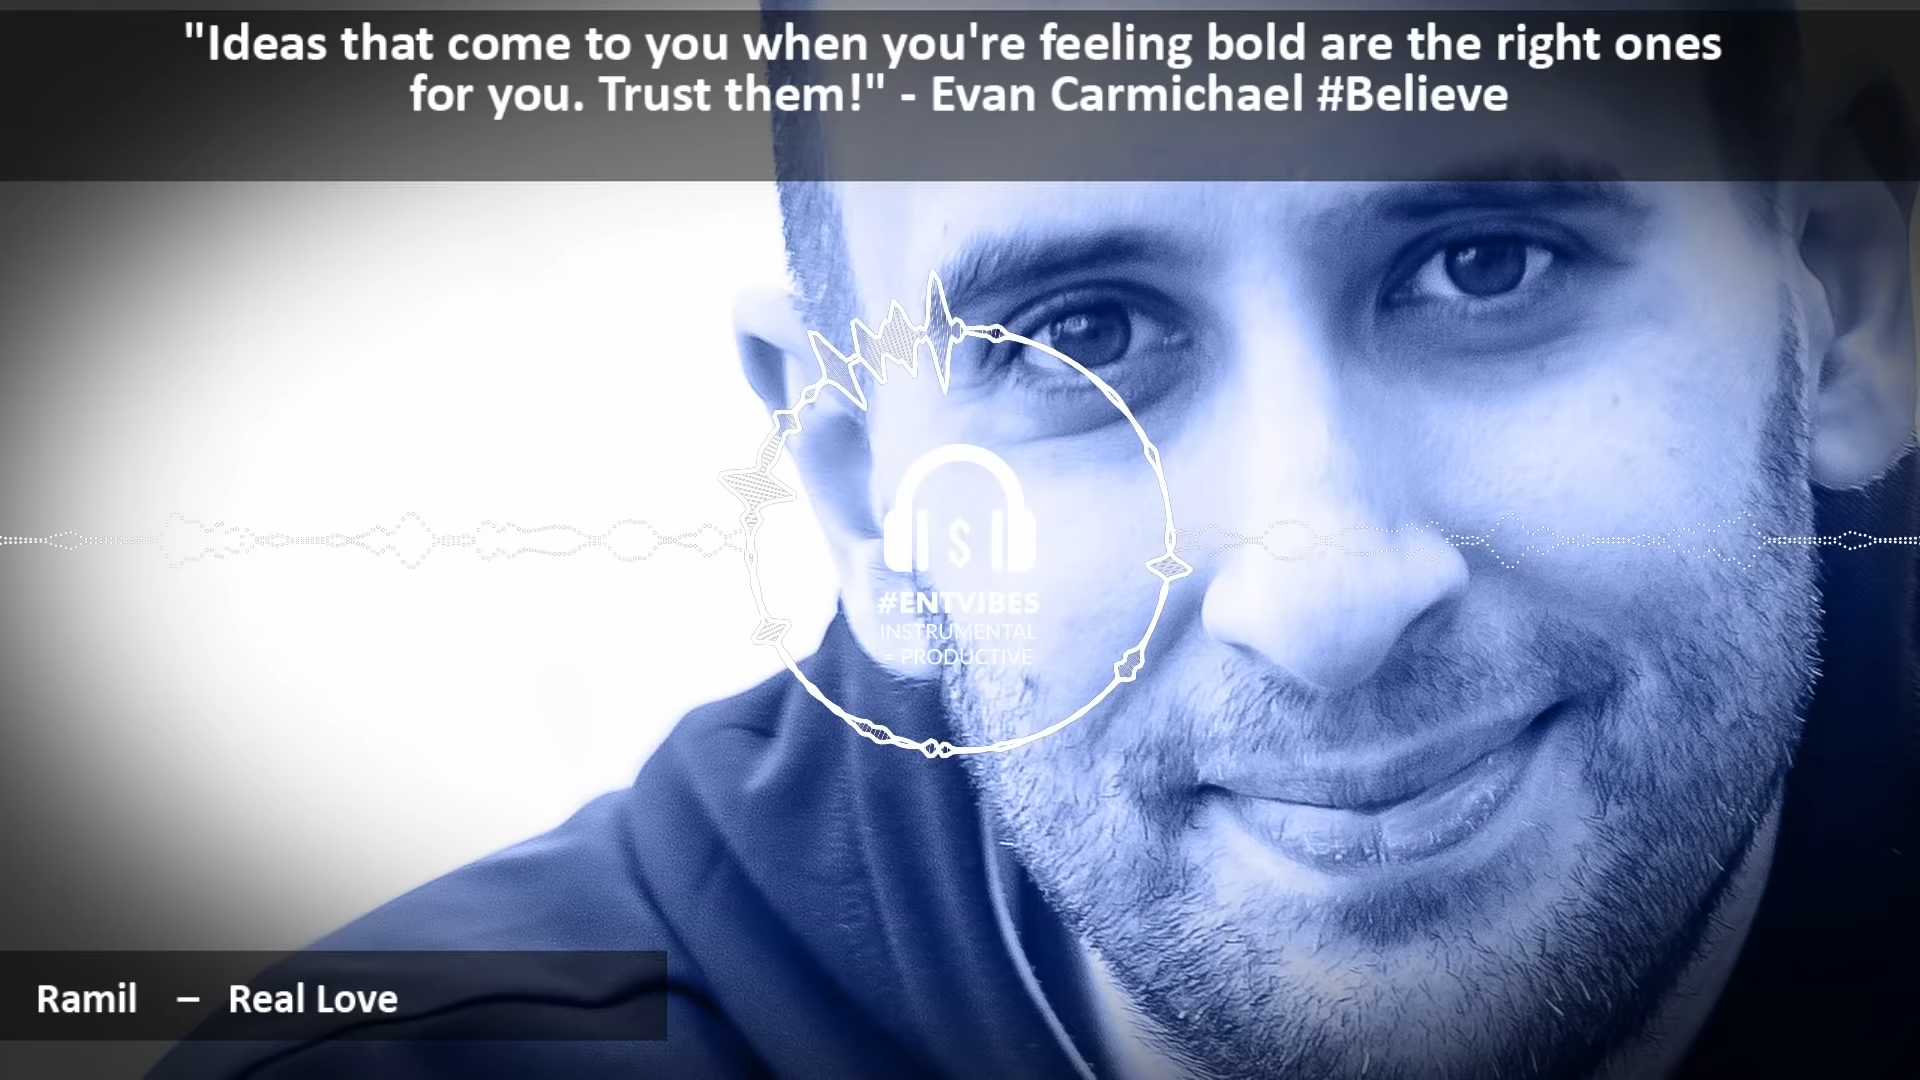 "Ideas that come to you when you're feeling bold are the right ones
for you. Trust them!" - Evan Carmichael #Believe
$
#ENTVIBES
INSTRUMENTAL
= PRODUCTIVE
Ramil – Real Love